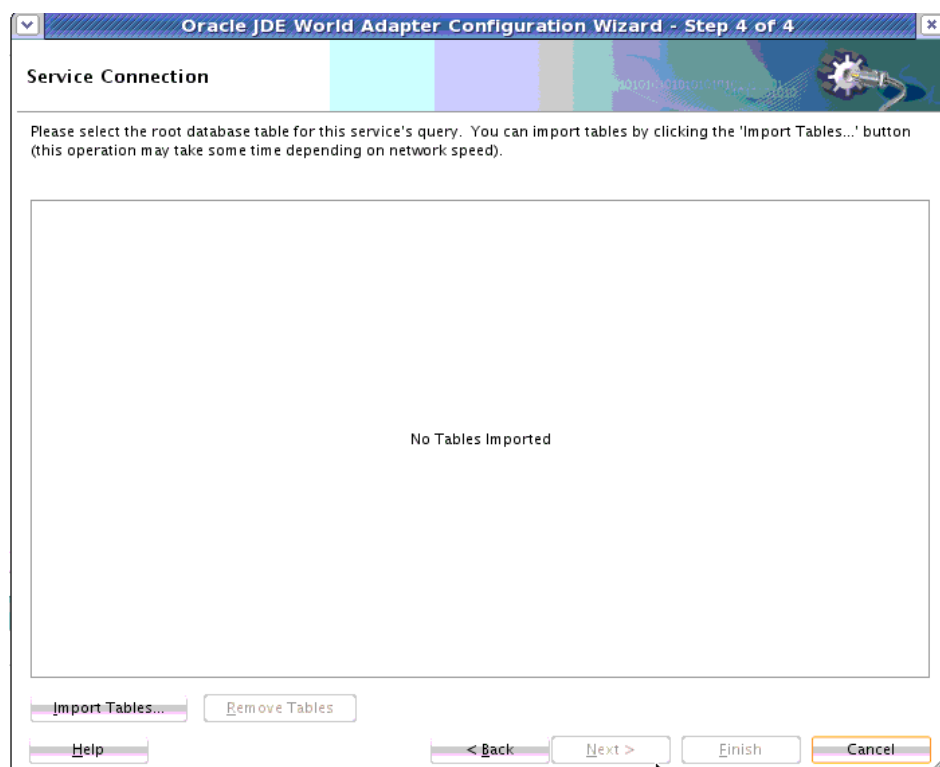 Oracle JDE World Adapter Configuration Wizard - Step 4 of 4
Service Connection
Please select the root database table for this service's query. You can import tables by clicking the 'Import Tables...' button
(this operation may take some time depending on network speed).
No Tables Imported
Import Tables...
Remove Tables
Help
< Back
Next >
Finish
Cancel